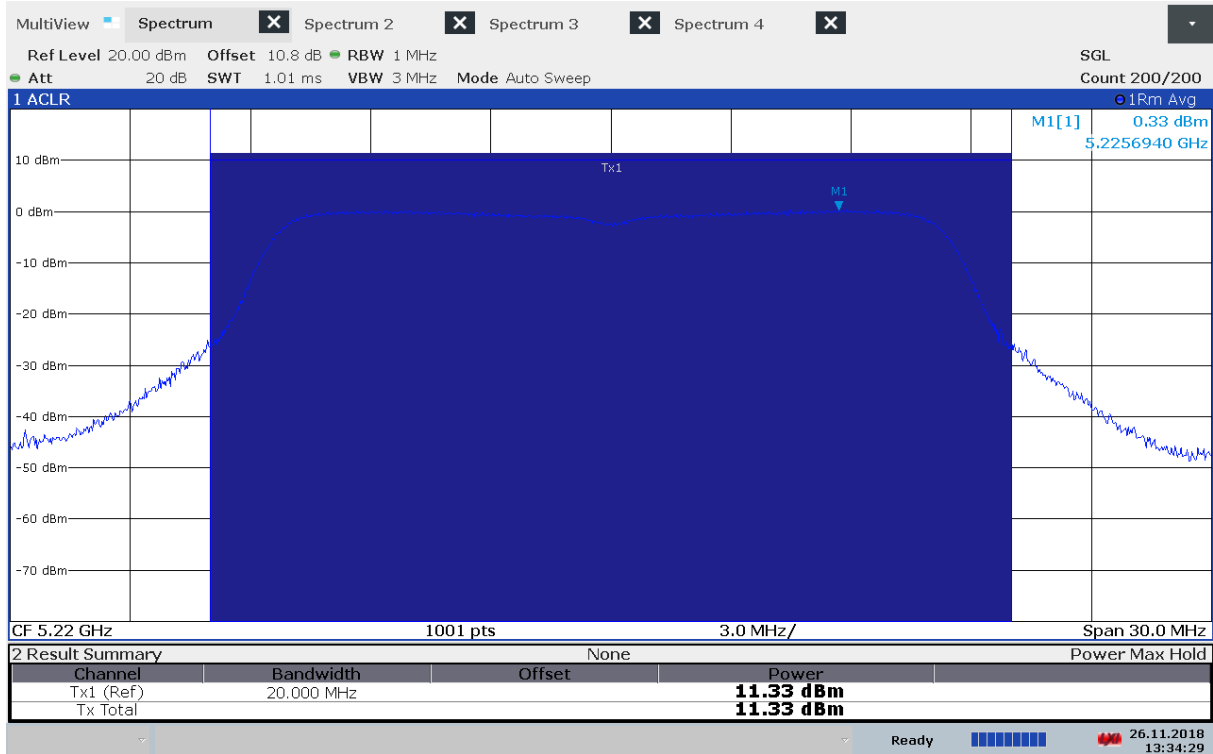 MultiView Spectrum Spectrum 2 Spectrum 3 Spectrum 4
Ref Level 20.00 dBm Offset 10.8 dB RBW 1 MHz SGL
Att 20 dB SWT 1.01 ms VBW 3 MHz Mode Auto Sweep Count 200/200
1 ACLR 1Rm Avg
M1[1] 0.33 dBm
5.2256940 GHz
10 dBm
Tx1
M1
0 dBm
-10 dBm
-20 dBm
-30 dBm
-40 dBm
-50 dBm
-60 dBm
-70 dBm
CF 5.22 GHz 1001 pts 3.0 MHz/ Span 30.0 MHz
2 Result Summary None Power Max Hold
Channel Bandwidth Offset Power
Tx1 (Ref) 20.000 MHz 11.33 dBm
Tx Total 11.33 dBm
Ready 26.11.2018
13:34:29